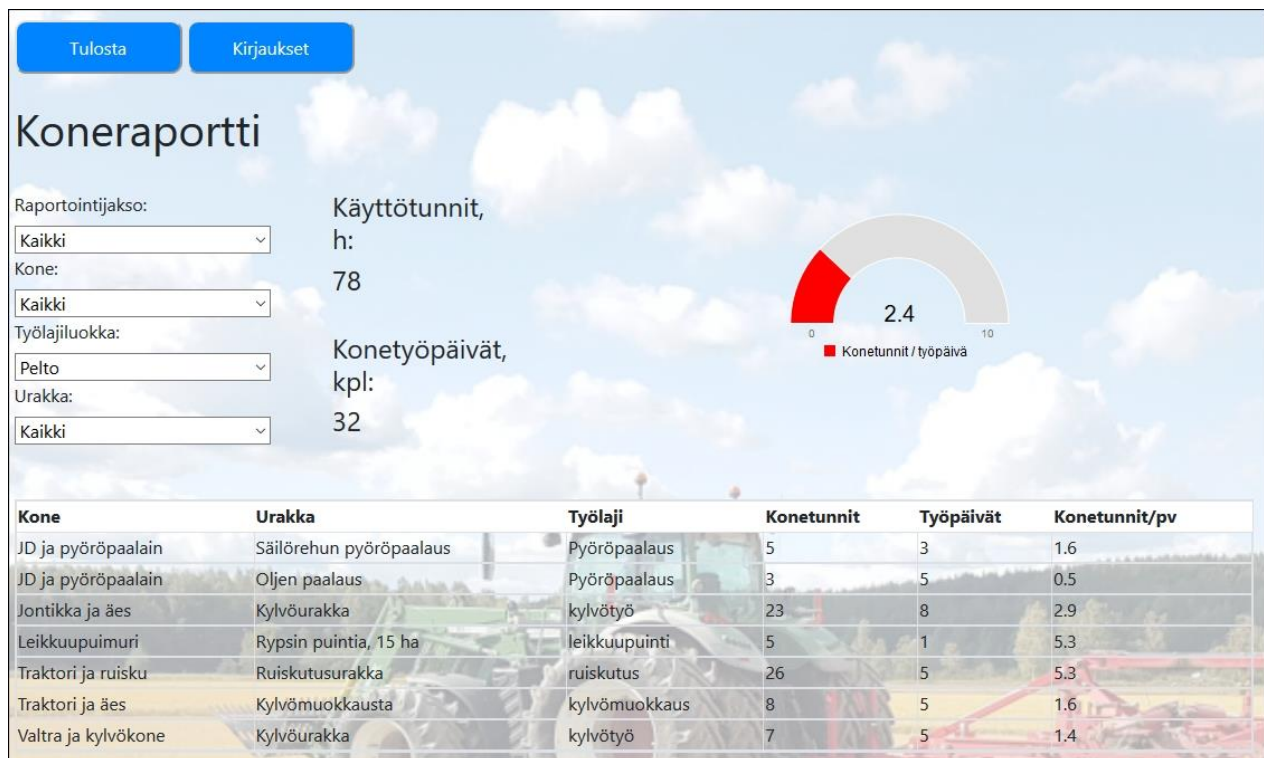 Tulosta Kirjaukset
Koneraportti
Raportointijakso:
Kaikki
Kone:
Kaikki
Työlajiluokka:
Pelto
Urakka:
Kaikki
Käyttötunnit,
h:
78
Konetyöpäivät,
kpl:
32
2.4
0 10
Konetunnit / työpäivä
Kone Urakka Työlaji Konetunnit Työpäivät Konetunnit/pv
JD ja pyöröpaalain Säilörehun pyöröpaalaus Pyöröpaalaus 5 3 1.6
JD ja pyöröpaalain Oljen paalaus Pyöröpaalaus 3 5 0.5
Jontikka ja äes Kylvöurakka kylvötyö 23 8 2.9
Leikkuupuimuri Rypsin puintia, 15 ha leikkuupuinti 5 1 5.3
Traktori ja ruisku Ruiskutusurakka ruiskutus 26 5 5.3
Traktori ja äes Kylvömuokkausta kylvömuokkaus 8 5 1.6
Valtra ja kylvökone Kylvöurakka kylvötyö 7 5 1.4